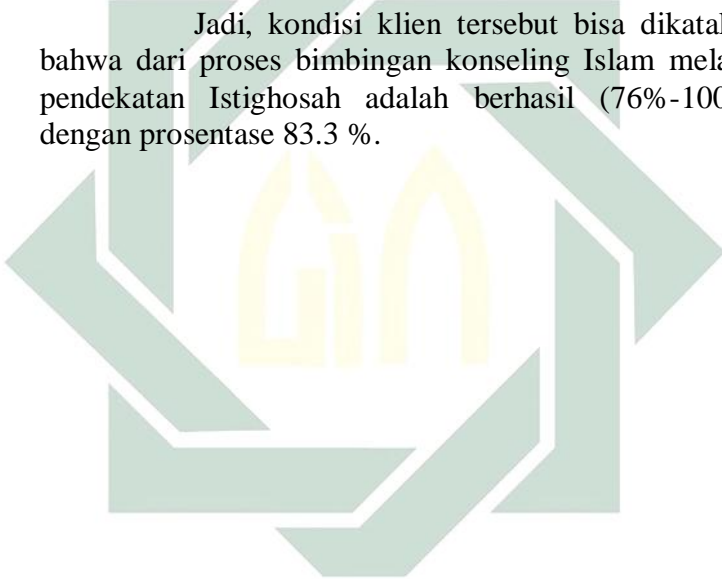 Jadi, kondisi klien tersebut bisa dikatal
bahwa dari proses bimbingan konseling Islam mela
pendekatan Istighosah adalah berhasil (76%-100
dengan prosentase 83.3 %.